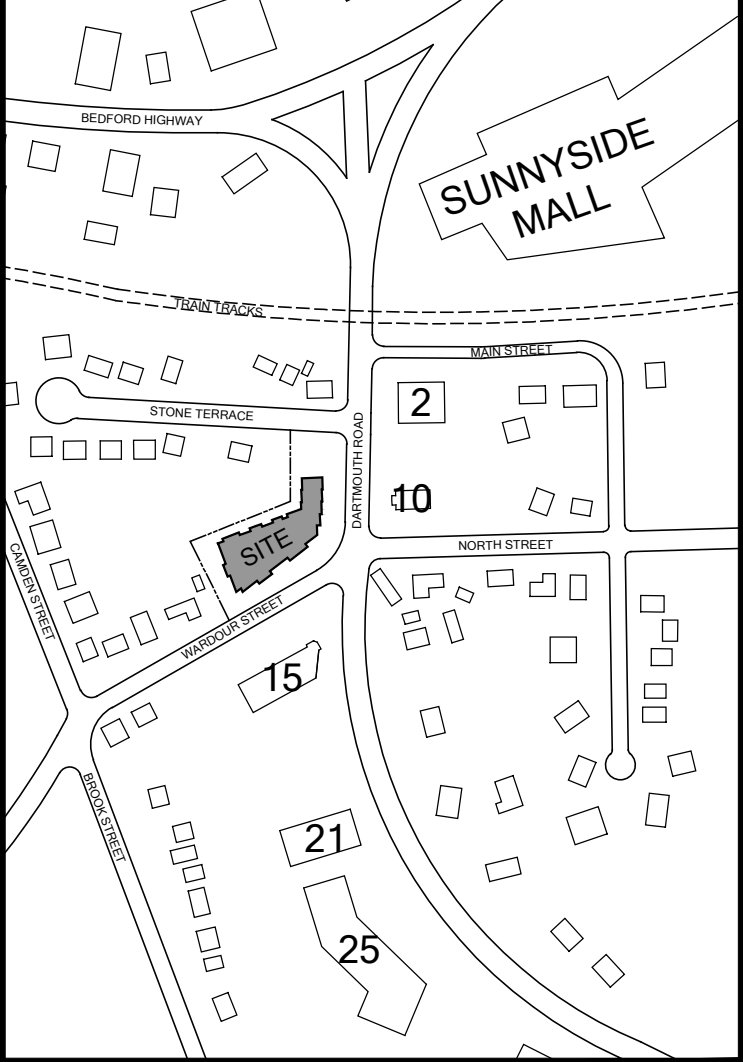 BEDFORD HIGHWAY
SUNNYSIDE
MALL
TRAIN TRACKS
MAIN STREET
2
STONE TERRACE
DARTMOUTH ROAD
10
SITE
NORTH STREET
CAMDEN STREET
WARDOUR STREET
15
BROOK STREET
21
25